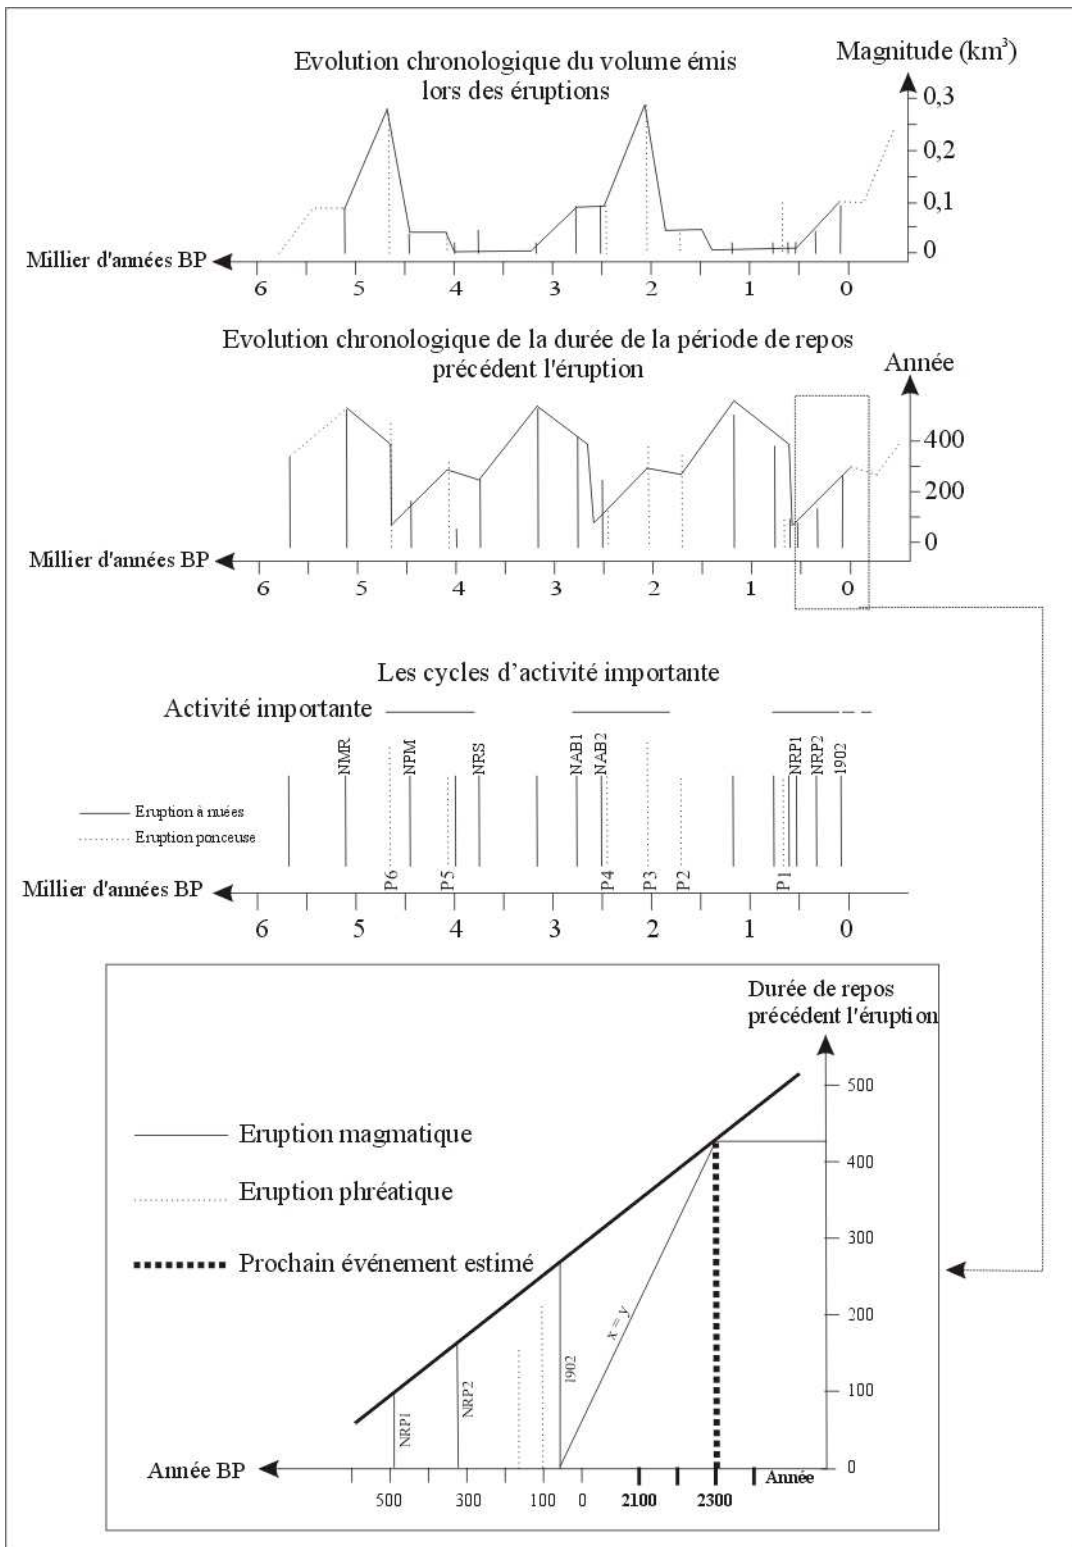 Evolution chronologique du volume émis
lors des éruptions
Magnitude (km³)
0,3
0,2
0,1
0
Millier d'années BP
6 5 4 3 2 1 0
Evolution chronologique de la durée de la période de repos
précédent l'éruption
Année
400
200
0
Millier d'années BP
6 5 4 3 2 1 0
Les cycles d’activité importante
Activité importante
NMR
NPM
NRS
NAB1
NAB2
NRP1
NRP2
1902
Eruption à nuées
Eruption ponceuse
P6
P5
P4
P3
P2
P1
Millier d'années BP
6 5 4 3 2 1 0
Durée de repos
précédent l'éruption
500
400
300
200
100
0
Eruption magmatique
Eruption phréatique
Prochain événement estimé
x = y
NRP1
NRP2
1902
Année BP
500 300 100 0 2100 2300
Année